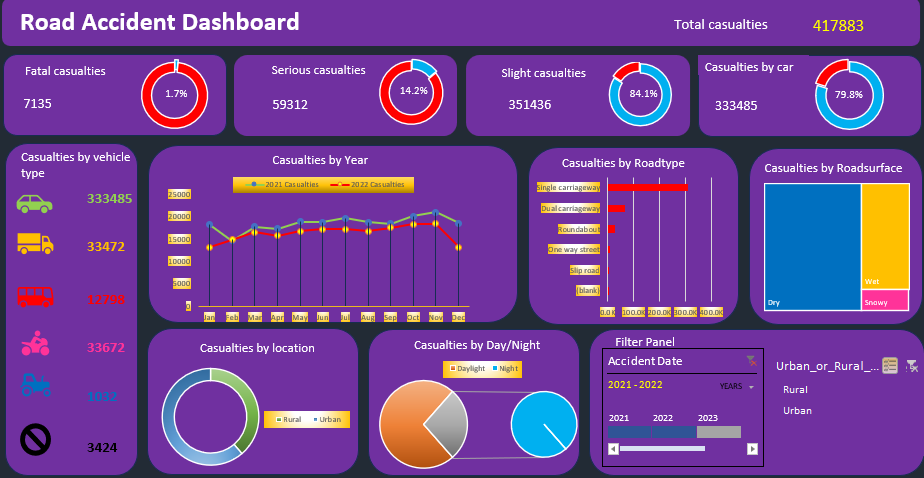 Road Accident Dashboard
Total casualties
417883
Fatal casualties
7135
1.7%
Serious casualties
59312
14.2%
Slight casualties
351436
84.1%
Casualties by car
333485
79.8%
Casualties by vehicle
type
333485
33472
12798
33672
1032
3424
Casualties by Year
2021 Casualties
2022 Casualties
25000
20000
15000
10000
5000
0
Jan Feb Mar Apr May Jun Jul Aug Sep Oct Nov Dec
Casualties by Roadtype
Single carriageway
Dual carriageway
Roundabout
One way street
Slip road
(blank)
0.0K 100.0K 200.0K 300.0K 400.0K
Casualties by Roadsurface
Dry
Wet
Snowy
Casualties by location
Rural
Urban
Casualties by Day/Night
Daylight
Night
Filter Panel
Accident Date
2021 - 2022
YEARS
2021 2022 2023
Urban_or_Rural_...
Rural
Urban